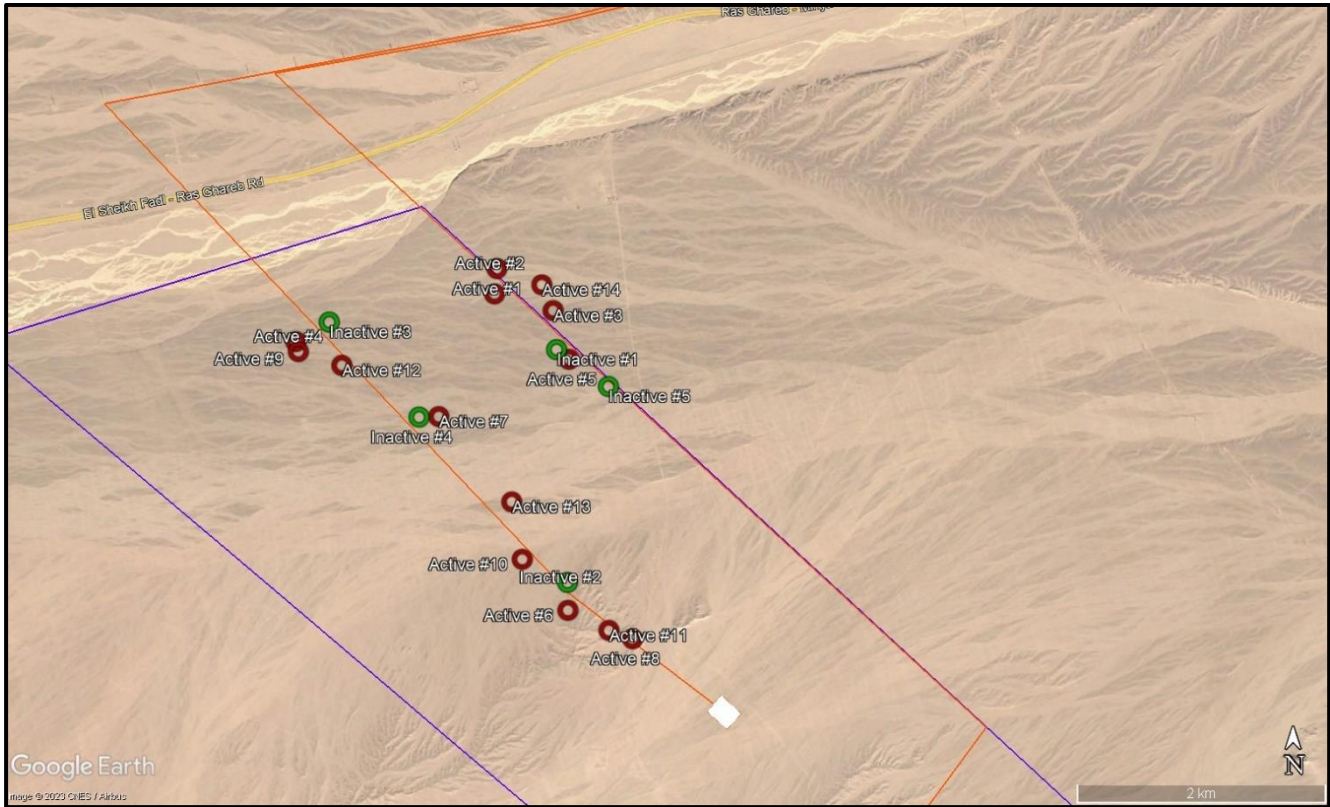 Ras Ghareb -
El Sheikh Fadl - Ras Ghareb Rd
Active #2
Active #1
Active #14
Active #3
Inactive #3
Active #4
Active #9
Active #12
Inactive #1
Active #5
Inactive #5
Active #7
Inactive #4
Active #13
Active #10
Inactive #2
Active #6
Active #11
Active #8
Google Earth
N
mage © 2023 CNES / Airbus
2 km